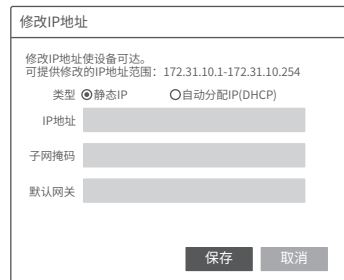 修改IP地址
修改IP地址使设备可达。
可提供修改的IP地址范围：172.31.10.1-172.31.10.254
类型 静态IP 自动分配IP(DHCP)
IP地址
子网掩码
默认网关
保存 取消